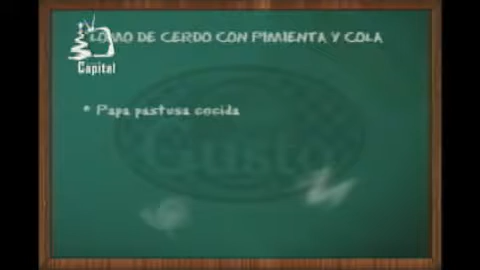 LOMO DE CERDO CON PIMIENTA Y COLA
Capital
* Papa pastusa cocida
Gusto